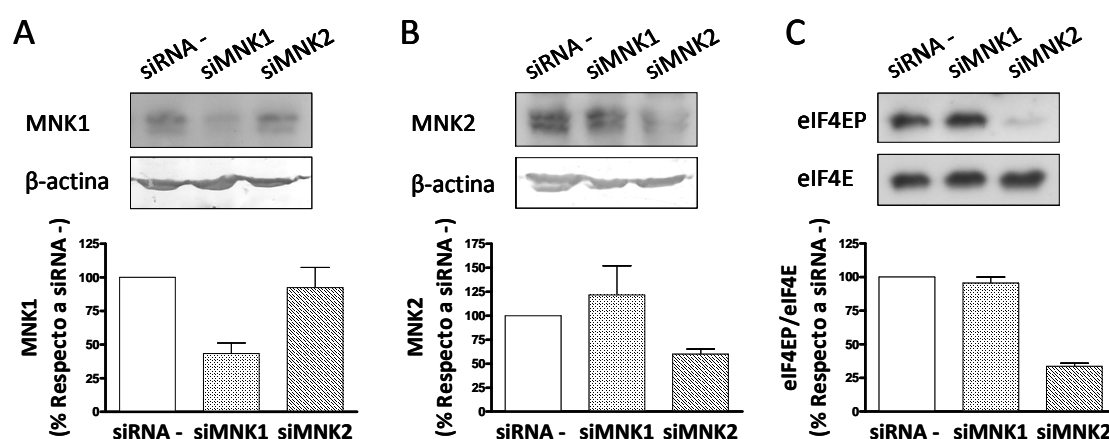 A
siRNA - siMNK1 siMNK2
MNK1
β-actina
MNK1
(% Respecto a siRNA -)
125
100
75
50
25
0
siRNA - siMNK1 siMNK2
B
siRNA - siMNK1 siMNK2
MNK2
β-actina
MNK2
(% Respecto a siRNA -)
175
150
125
100
75
50
25
0
siRNA - siMNK1 siMNK2
C
siRNA - siMNK1 siMNK2
eIF4EP
eIF4E
eIF4EP/eIF4E
(% Respecto a siRNA -)
125
100
75
50
25
0
siRNA - siMNK1 siMNK2